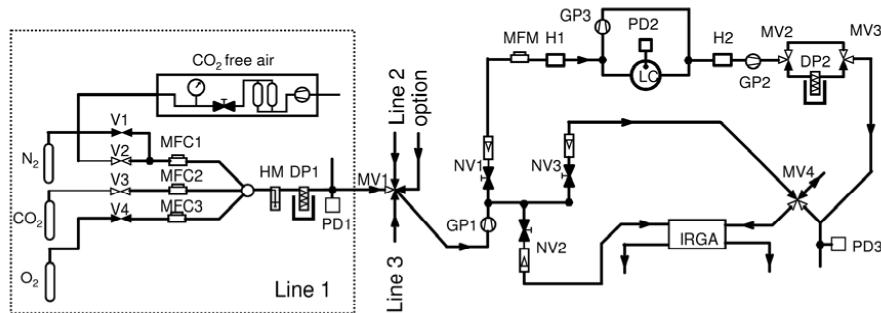 CO2 free air
V1
N2
V2
MFC1
V3
MFC2
CO2
V4
MFC3
O2
HM
DP1
PD1
Line 1
MV1
Line 2
option
Line 3
GP1
NV1
NV3
NV2
MFM
H1
GP3
PD2
LC
H2
GP2
MV2
MV3
DP2
MV4
IRGA
PD3